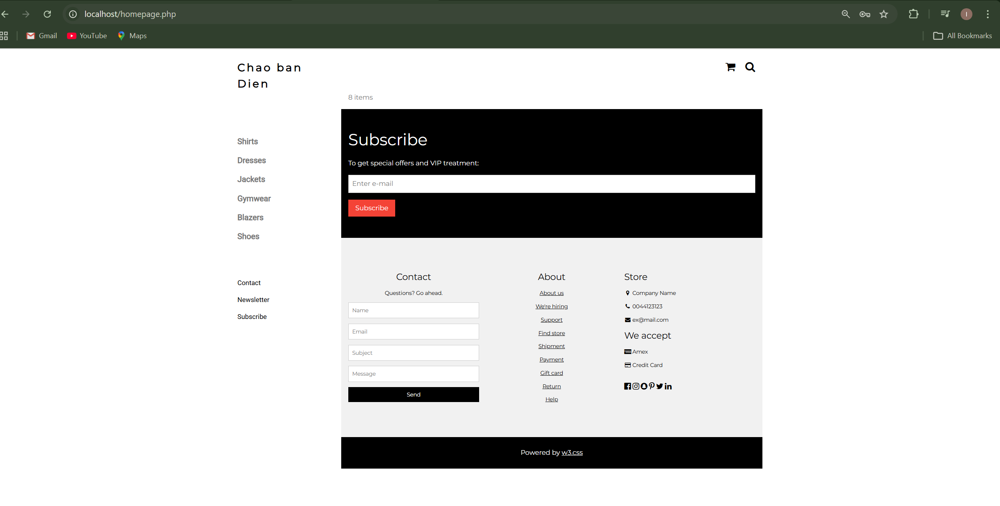 localhost/homepage.php
I
Gmail
YouTube
Maps
All Bookmarks
Chao ban
Dien
8 items
Shirts
Dresses
Jackets
Gymwear
Blazers
Shoes
Contact
Newsletter
Subscribe
Subscribe
To get special offers and VIP treatment:
Enter e-mail
Subscribe
Contact
Questions? Go ahead.
Name
Email
Subject
Message
Send
About
About us
We're hiring
Support
Find store
Shipment
Payment
Gift card
Return
Help
Store
Company Name
0044123123
ex@mail.com
We accept
Amex
Credit Card
Powered by w3.css